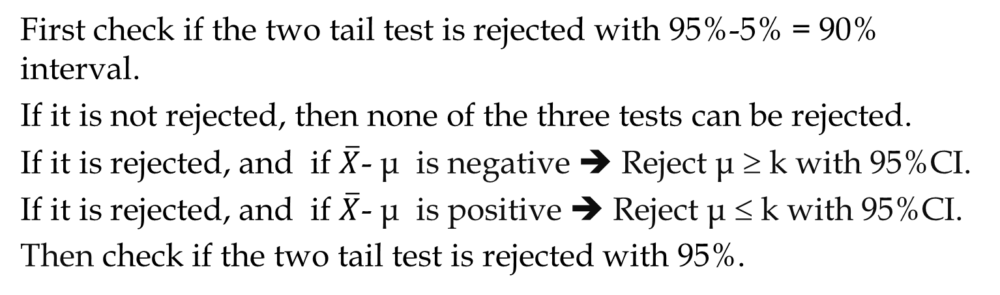 First check if the two tail test is rejected with 95%-5% = 90%
interval.
If it is not rejected, then none of the three tests can be rejected.
If it is rejected, and  if X̄- μ  is negative ➔ Reject μ ≥ k with 95%CI.
If it is rejected, and  if X̄- μ  is positive ➔ Reject μ ≤ k with 95%CI.
Then check if the two tail test is rejected with 95%.